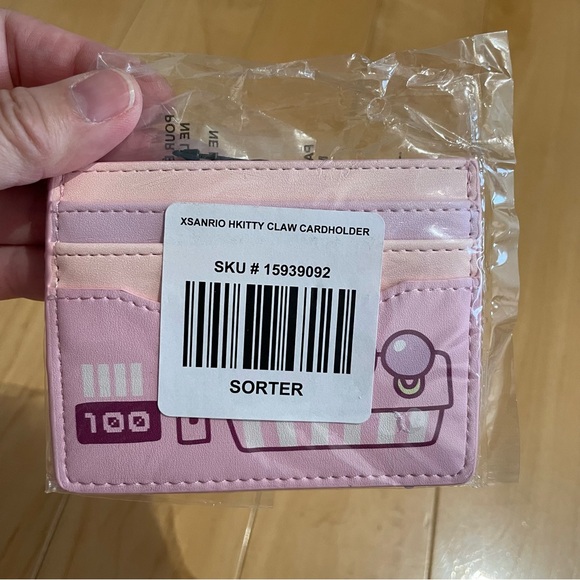 XSANRIO HKITTY CLAW CARDHOLDER
SKU # 15939092
SORTER
100